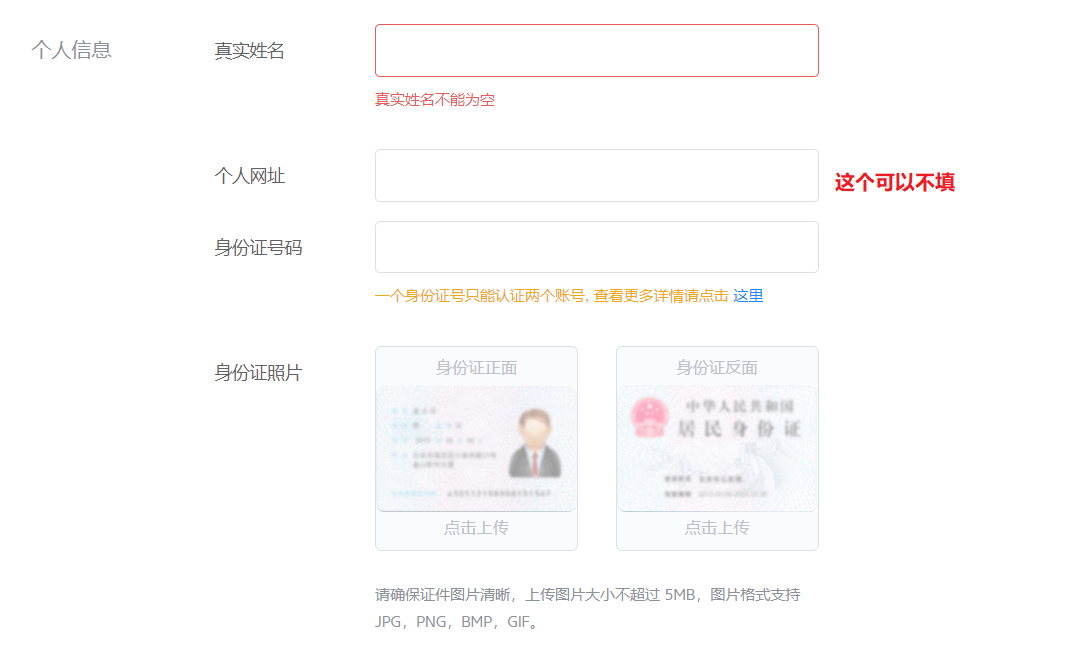 个人信息
真实姓名
真实姓名不能为空
个人网址
这个可以不填
身份证号码
一个身份证号只能认证两个账号, 查看更多详情请点击 这里
身份证照片
身份证正面
身份证反面
中华人民共和国
居民身份证
点击上传
点击上传
请确保证件图片清晰，上传图片大小不超过 5MB，图片格式支持
JPG，PNG，BMP，GIF。